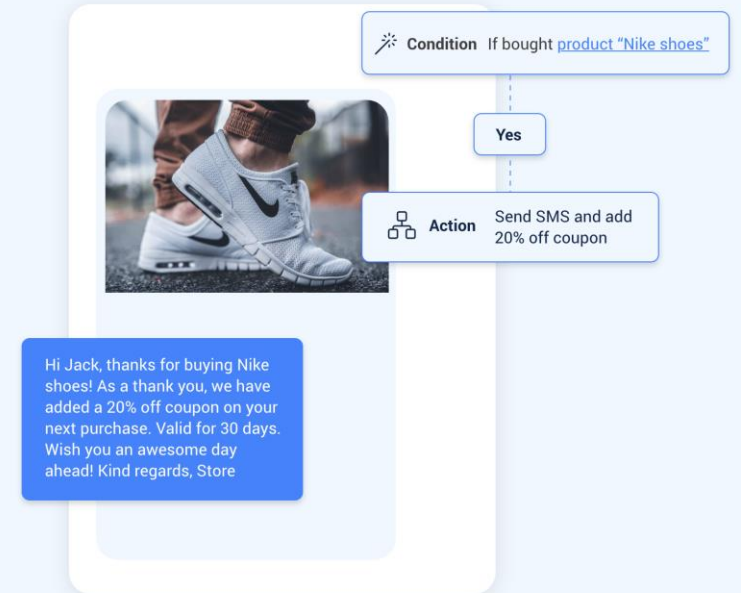 Condition If bought product “Nike shoes”
Yes
Action Send SMS and add
20% off coupon
Hi Jack, thanks for buying Nike
shoes! As a thank you, we have
added a 20% off coupon on your
next purchase. Valid for 30 days.
Wish you an awesome day
ahead! Kind regards, Store